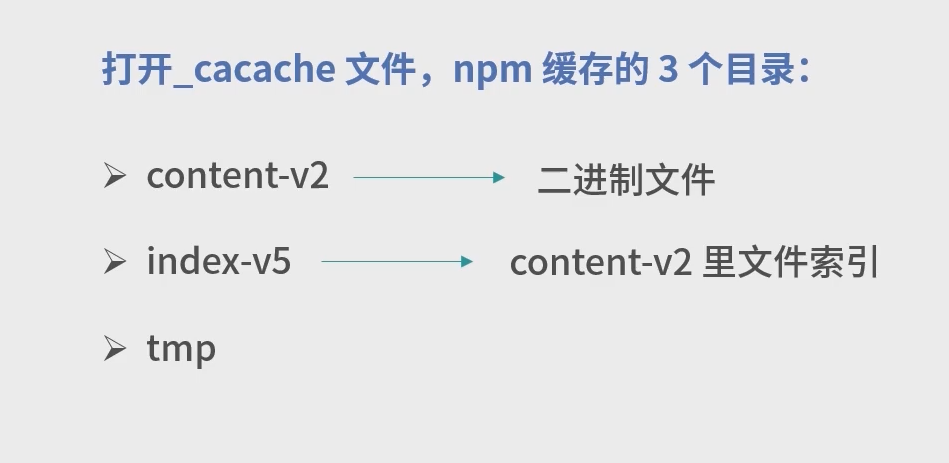 打开_cacache 文件，npm 缓存的 3 个目录：
content-v2 二进制文件
index-v5 content-v2 里文件索引
tmp